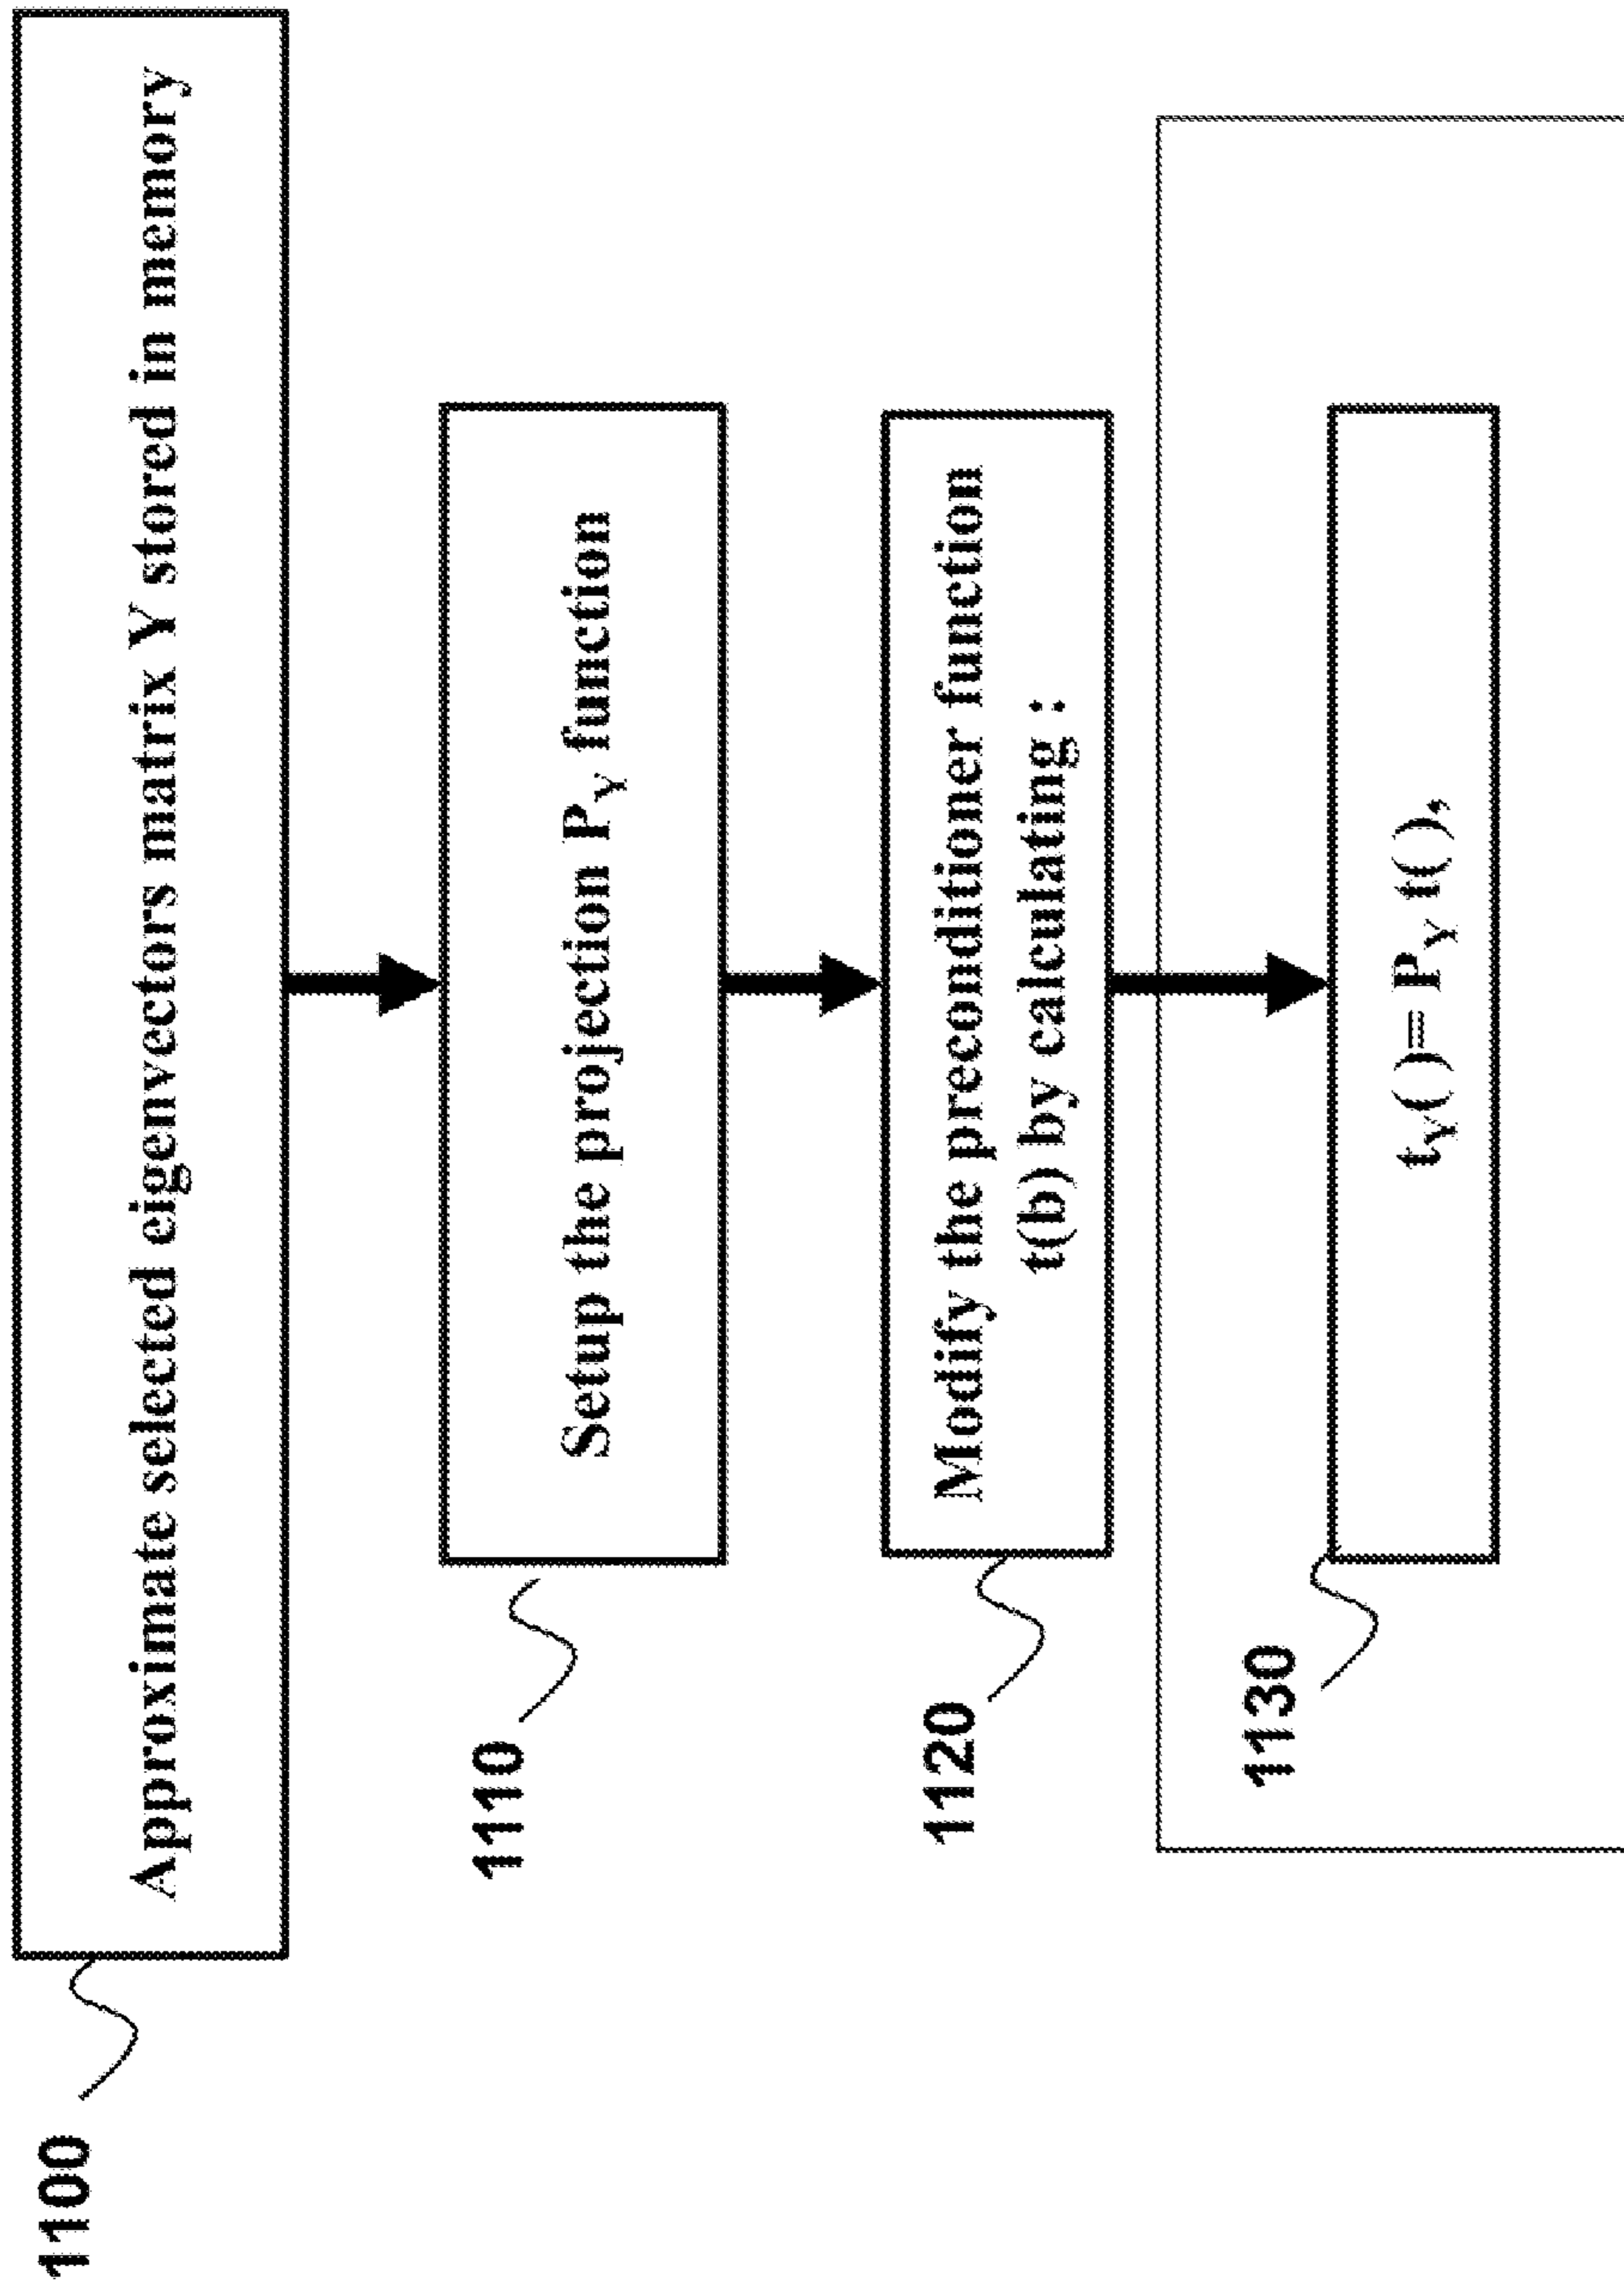 1100
Approximate selected eigenvectors matrix Y stored in memory
1110
Setup the projection P_Y function
1120
Modify the preconditioner function
t(b) by calculating :
1130
t_Y( )= P_Y t( ),